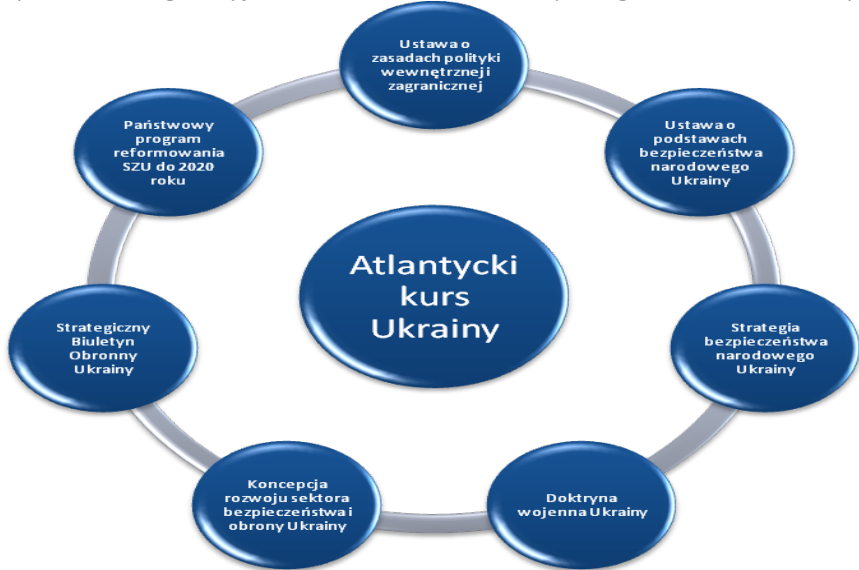 Ustawa o
zasadach polityki
wewnętrznej i
zagranicznej
Ustawa o
podstawach
bezpieczeństwa
narodowego
Ukrainy
Strategia
bezpieczeństwa
narodowego
Ukrainy
Doktryna
wojenna Ukrainy
Koncepcja
rozwoju sektora
bezpieczeństwa i
obrony Ukrainy
Strategiczny
Biuletyn
Obronny
Ukrainy
Państwowy
program
reformowania
SZU do 2020
roku
Atlantycki
kurs
Ukrainy